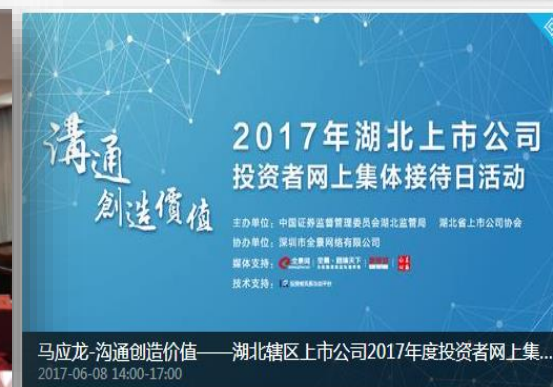 溝通
創造價值
2017年湖北上市公司
投资者网上集体接待日活动
主办单位：中国证券监督管理委员会湖北监管局 湖北省上市公司协会
协办单位：深圳市全景网络有限公司
媒体支持：
技术支持：
马应龙-沟通创造价值——湖北辖区上市公司2017年度投资者网上集...
2017-06-08 14:00-17:00